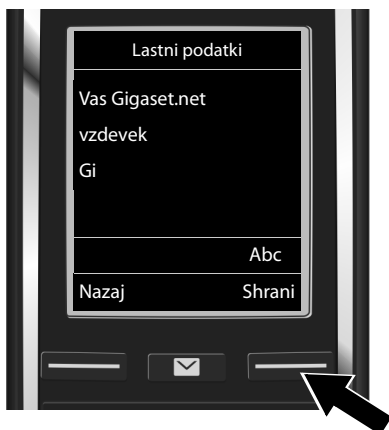 Lastni podatki
Vas Gigaset.net
vzdevek
Gi
Abc
Nazaj Shrani